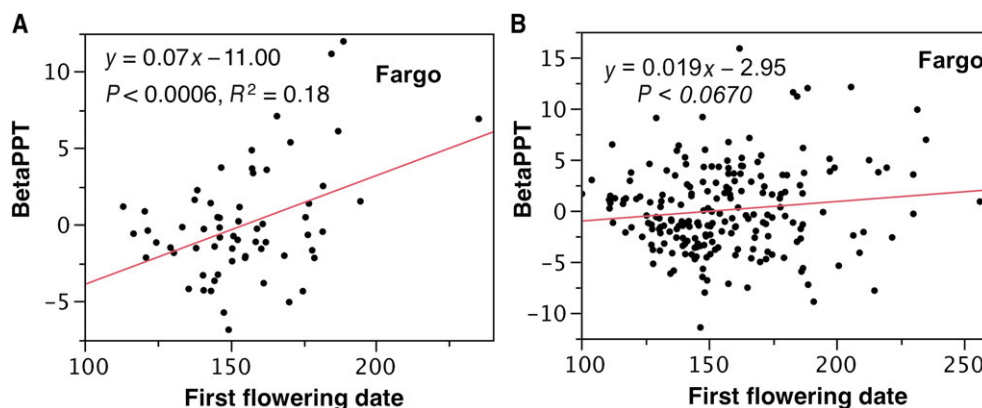 A
y = 0.07x – 11.00
P < 0.0006, R² = 0.18
Fargo
BetaPPT
10
5
0
–5
100
150
200
First flowering date
B
y = 0.019x – 2.95
P < 0.0670
Fargo
BetaPPT
15
10
5
0
–5
–10
100
150
200
250
First flowering date